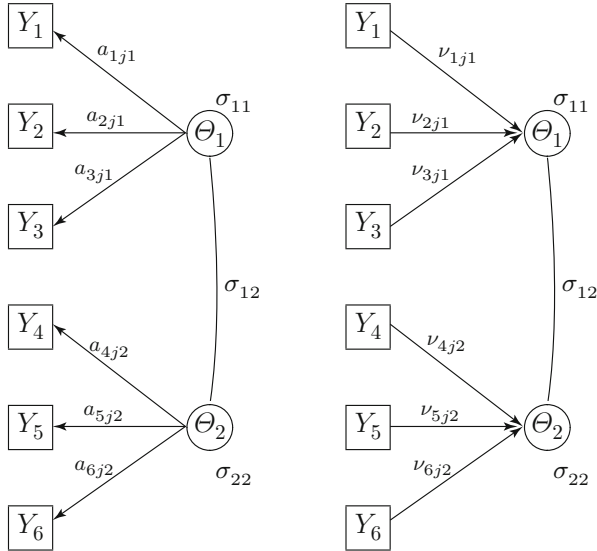 Y₁
a₁ⱼ₁
σ₁₁
Y₂
a₂ⱼ₁
Θ₁
a₃ⱼ₁
Y₃
σ₁₂
Y₄
a₄ⱼ₂
Y₅
a₅ⱼ₂
Θ₂
a₆ⱼ₂
σ₂₂
Y₆
Y₁
ν₁ⱼ₁
σ₁₁
Y₂
ν₂ⱼ₁
Θ₁
ν₃ⱼ₁
Y₃
σ₁₂
Y₄
ν₄ⱼ₂
Y₅
ν₅ⱼ₂
Θ₂
ν₆ⱼ₂
σ₂₂
Y₆